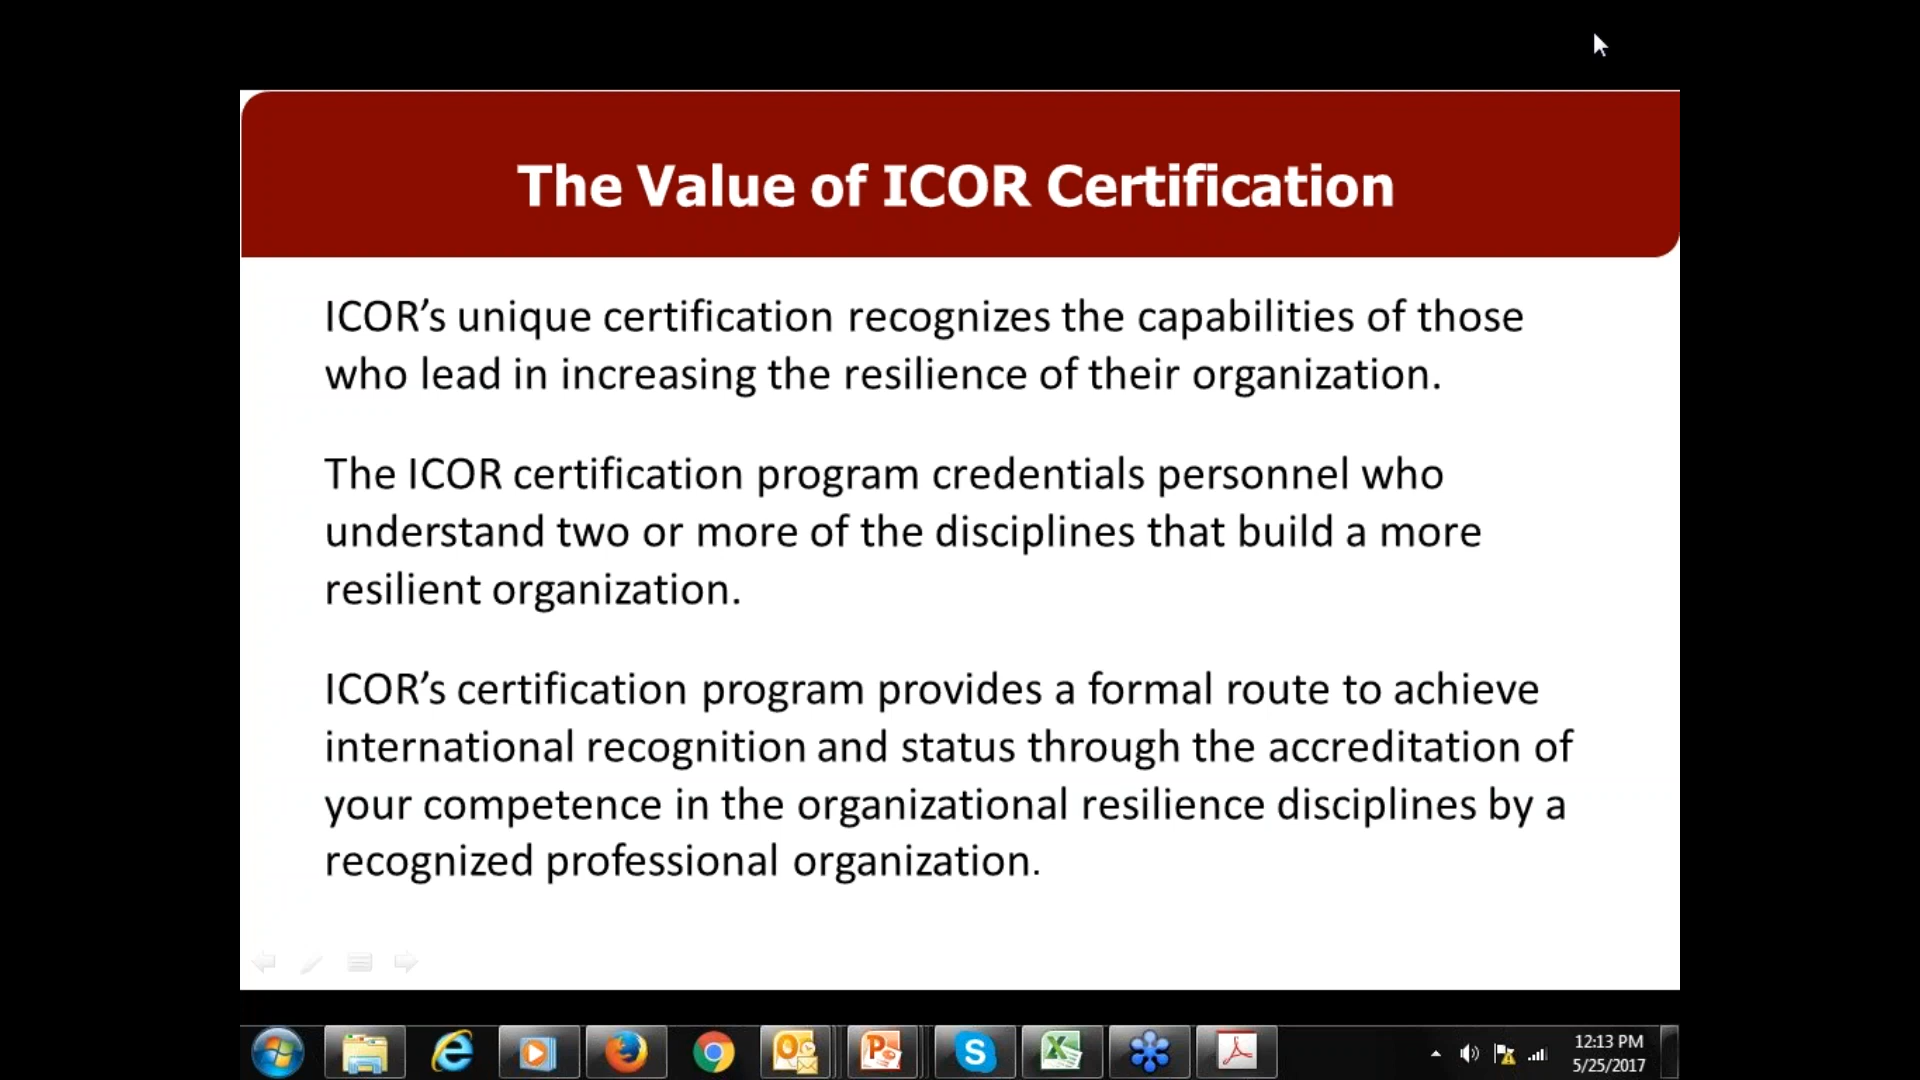 The Value of ICOR Certification
ICOR’s unique certification recognizes the capabilities of those
who lead in increasing the resilience of their organization.
The ICOR certification program credentials personnel who
understand two or more of the disciplines that build a more
resilient organization.
ICOR’s certification program provides a formal route to achieve
international recognition and status through the accreditation of
your competence in the organizational resilience disciplines by a
recognized professional organization.
12:13 PM
5/25/2017